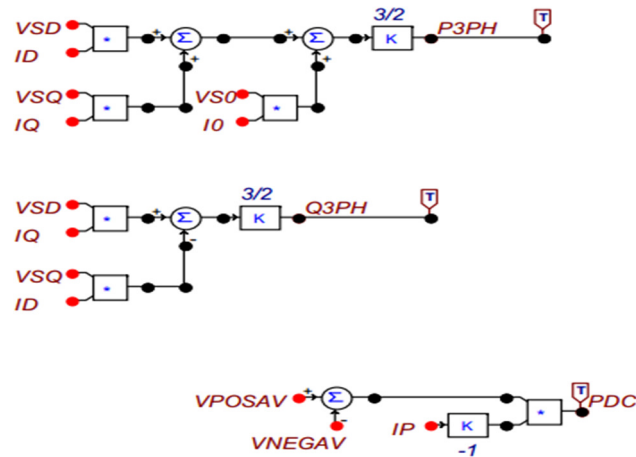 3/2
T
VSD
P3PH
ID
*
+
Σ
+
+
Σ
+
K
VSQ
IQ
*
VS0
I0
*
3/2
T
VSD
Q3PH
IQ
*
+
Σ
-
K
VSQ
ID
*
T
VPOSAV
+
Σ
-
PDC
VNEGAV
IP
K
*
-1